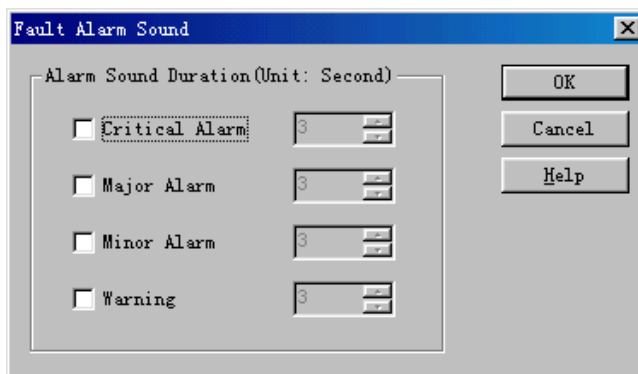 Fault Alarm Sound
Alarm Sound Duration(Unit: Second)
Critical Alarm 3
Major Alarm 3
Minor Alarm 3
Warning 3
OK
Cancel
Help